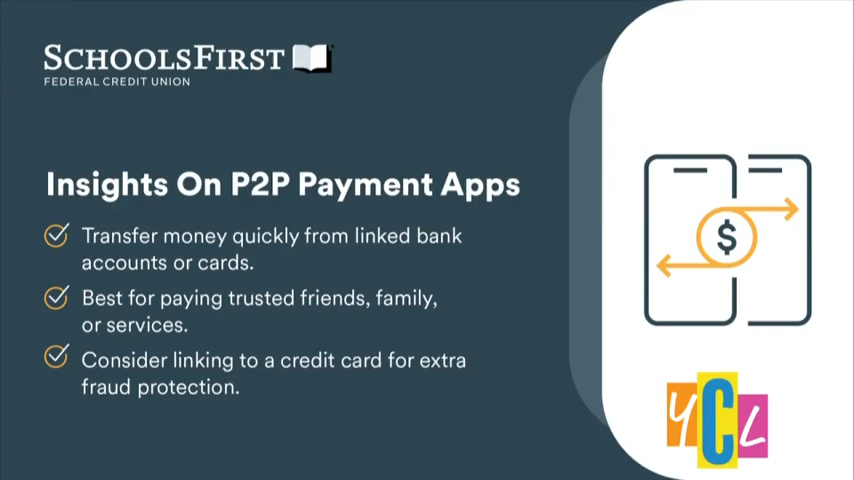 SCHOOLSFIRST
FEDERAL CREDIT UNION
Insights On P2P Payment Apps
Transfer money quickly from linked bank
accounts or cards.
Best for paying trusted friends, family,
or services.
Consider linking to a credit card for extra
fraud protection.
$
YCL